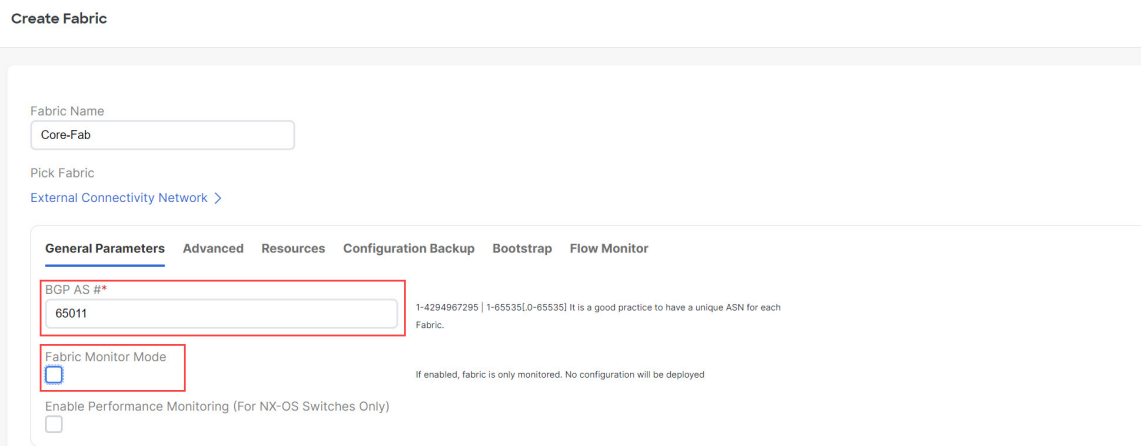 Create Fabric
Fabric Name
Core-Fab
Pick Fabric
External Connectivity Network >
General Parameters Advanced Resources Configuration Backup Bootstrap Flow Monitor
BGP AS #*
65011
1-4294967295 | 1-65535[.0-65535] It is a good practice to have a unique ASN for each
Fabric.
Fabric Monitor Mode
If enabled, fabric is only monitored. No configuration will be deployed
Enable Performance Monitoring (For NX-OS Switches Only)